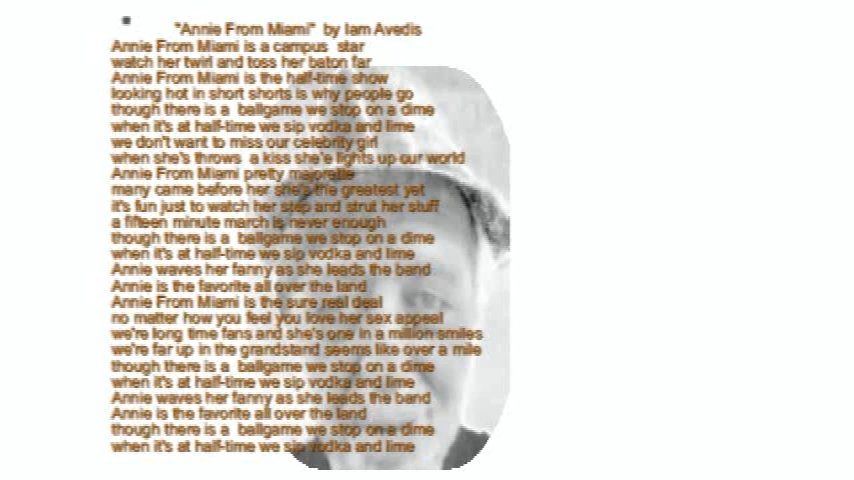 "Annie From Miami" by Iam Avedis
Annie From Miami is a campus star
watch her twirl and toss her baton far
Annie From Miami is the half-time show
looking hot in short shorts is why people go
though there is a ballgame we stop on a dime
when it's at half-time we sip vodka and lime
we don't want to miss our celebrity girl
when she's throws a kiss she'e lights up our world
Annie From Miami pretty majorette
many came before her she's the greatest yet
it's fun just to watch her step and strut her stuff
a fifteen minute march is never enough
though there is a ballgame we stop on a dime
when it's at half-time we sip vodka and lime
Annie waves her fanny as she leads the band
Annie is the favorite all over the land
Annie From Miami is the sure real deal
no matter how you feel you love her sex appeal
we're long time fans and she's one in a million smiles
we're far up in the grandstand seems like over a mile
though there is a ballgame we stop on a dime
when it's at half-time we sip vodka and lime
Annie waves her fanny as she leads the band
Annie is the favorite all over the land
though there is a ballgame we stop on a dime
when it's at half-time we sip vodka and lime